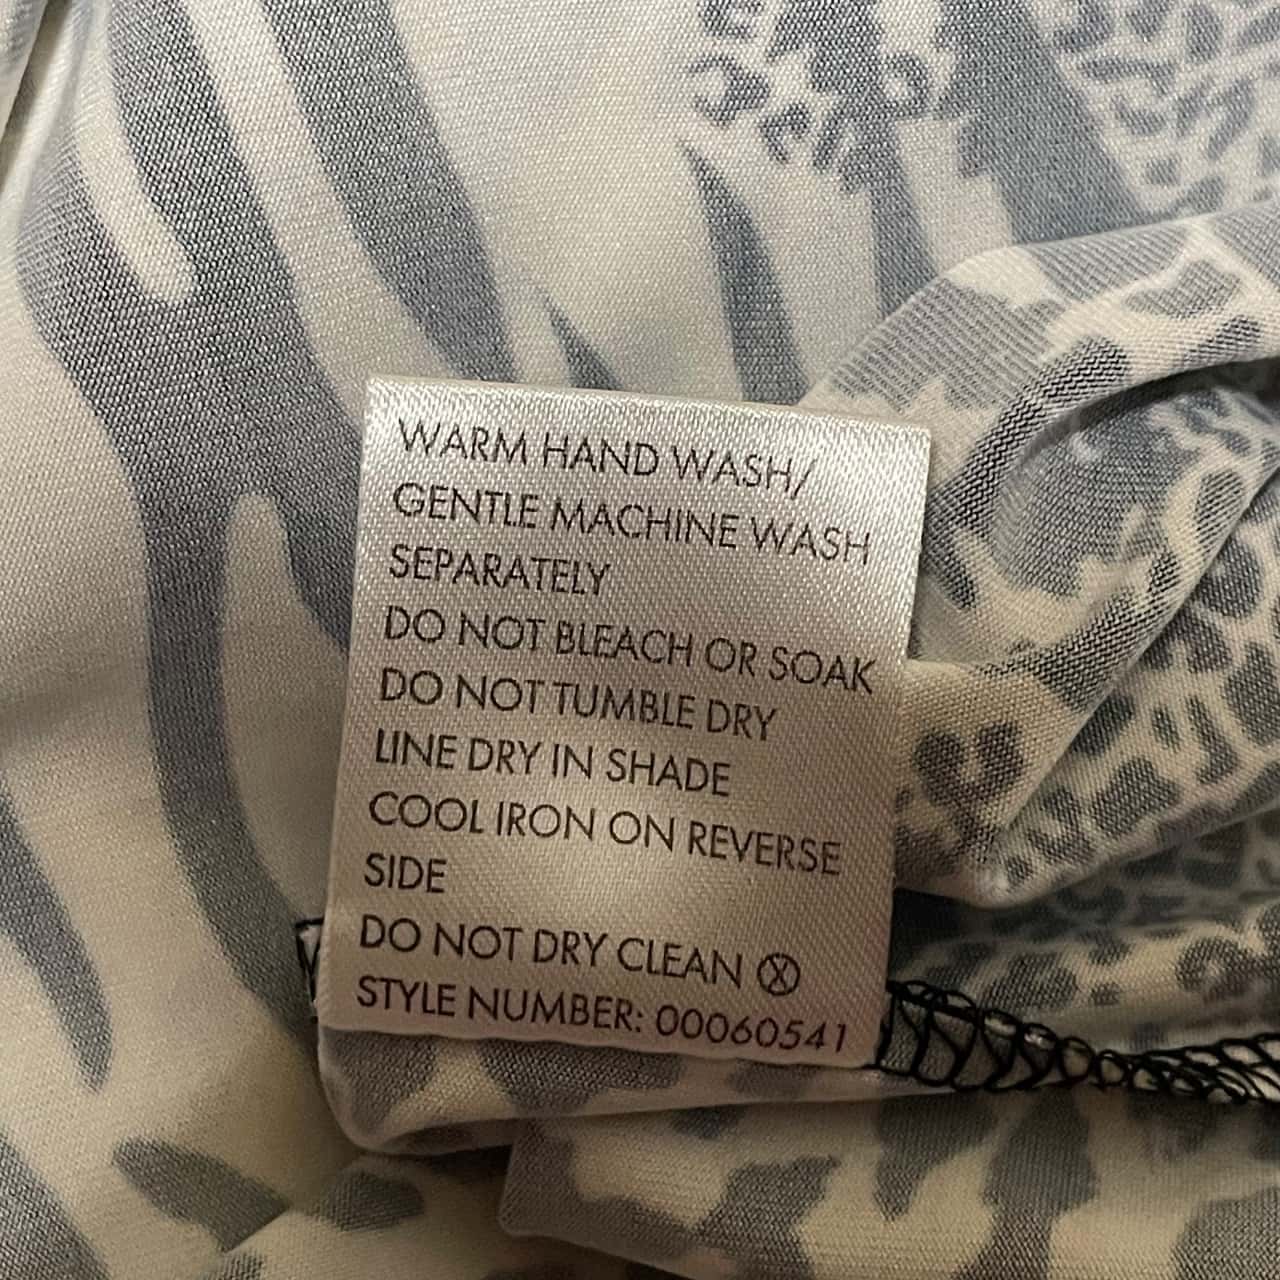 WARM HAND WASH/
GENTLE MACHINE WASH
SEPARATELY
DO NOT BLEACH OR SOAK
DO NOT TUMBLE DRY
LINE DRY IN SHADE
COOL IRON ON REVERSE
SIDE
DO NOT DRY CLEAN
STYLE NUMBER: 00060541